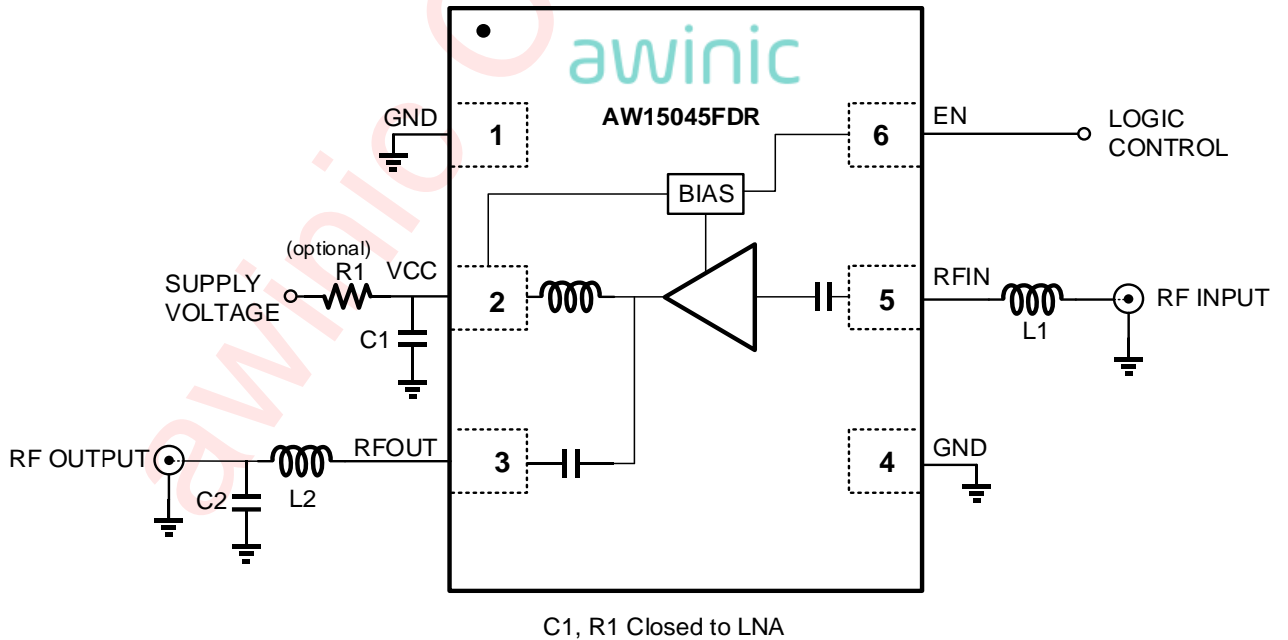 awinic
AW15045FDR
GND
1
6
EN
LOGIC
CONTROL
BIAS
(optional)
R1
VCC
SUPPLY
VOLTAGE
C1
2
5
RFIN
L1
RF INPUT
RF OUTPUT
C2
L2
RFOUT
3
4
GND
C1, R1 Closed to LNA
awinic C